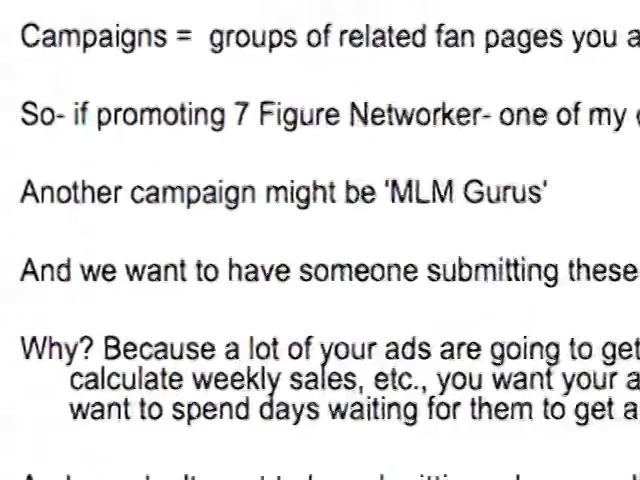 Campaigns = groups of related fan pages you
So- if promoting 7 Figure Networker- one of my
Another campaign might be 'MLM Gurus'
And we want to have someone submitting these
Why? Because a lot of your ads are going to get
calculate weekly sales, etc., you want your
want to spend days waiting for them to get a